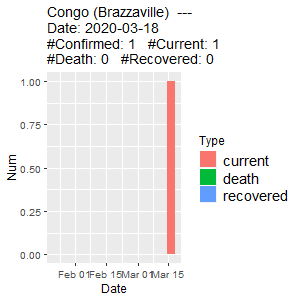 Congo (Brazzaville) ---
Date: 2020-03-18
#Confirmed: 1 #Current: 1
#Death: 0 #Recovered: 0
1.00
0.75
0.50
0.25
0.00
Num
Feb 01 Feb 15 Mar 01 Mar 15
Date
Type
current
death
recovered